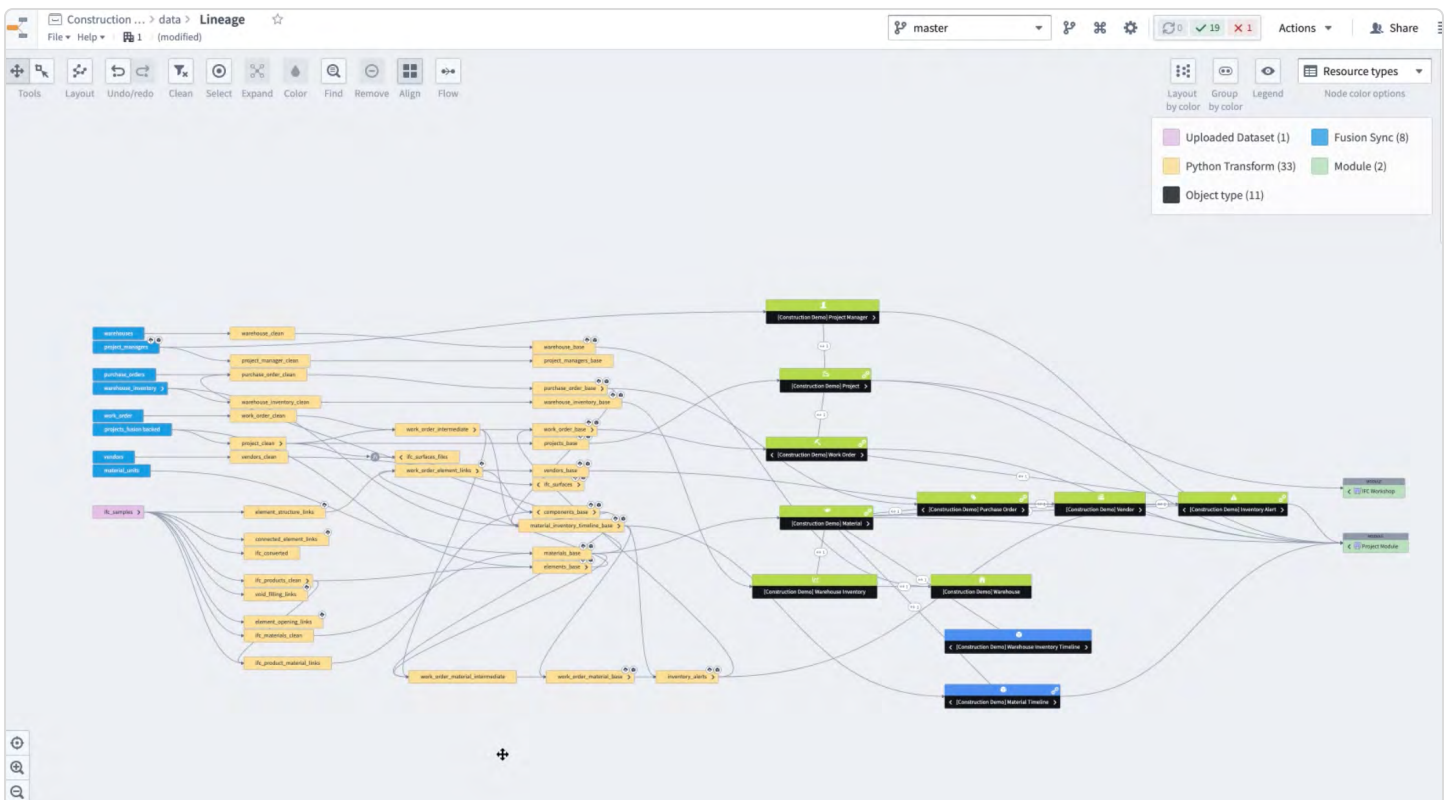 Construction ... > data > Lineage
File Help 1 (modified)
master
0 19 1
Actions
Share
Tools Layout Undo/redo Clean Select Expand Color Find Remove Align Flow
Layout by color
Group by color
Legend
Resource types
Node color options
Uploaded Dataset (1)
Fusion Sync (8)
Python Transform (33)
Module (2)
Object type (11)
warehouses
project_managers
purchase_orders
warehouse_inventory
work_order
projects_fusion backed
vendors
material_units
ifc_samples
warehouse_clean
project_manager_clean
purchase_order_clean
warehouse_inventory_clean
work_order_clean
project_clean
vendors_clean
element_structure_links
connected_element_links
ifc_converted
ifc_products_clean
void_filling_links
element_opening_links
ifc_materials_clean
ifc_product_material_links
work_order_intermediate
ifc_surfaces_files
work_order_element_links
warehouse_base
project_managers_base
purchase_order_base
warehouse_inventory_base
work_order_base
projects_base
vendors_base
ifc_surfaces
components_base
material_inventory_timeline_base
materials_base
elements_base
work_order_material_intermediate
work_order_material_base
inventory_alerts
[Construction Demo] Project Manager
[Construction Demo] Project
[Construction Demo] Work Order
[Construction Demo] Material
[Construction Demo] Warehouse Inventory
[Construction Demo] Purchase Order
[Construction Demo] Vendor
[Construction Demo] Inventory Alert
[Construction Demo] Warehouse
[Construction Demo] Warehouse Inventory Timeline
[Construction Demo] Material Timeline
IFC Workshop
Project Module